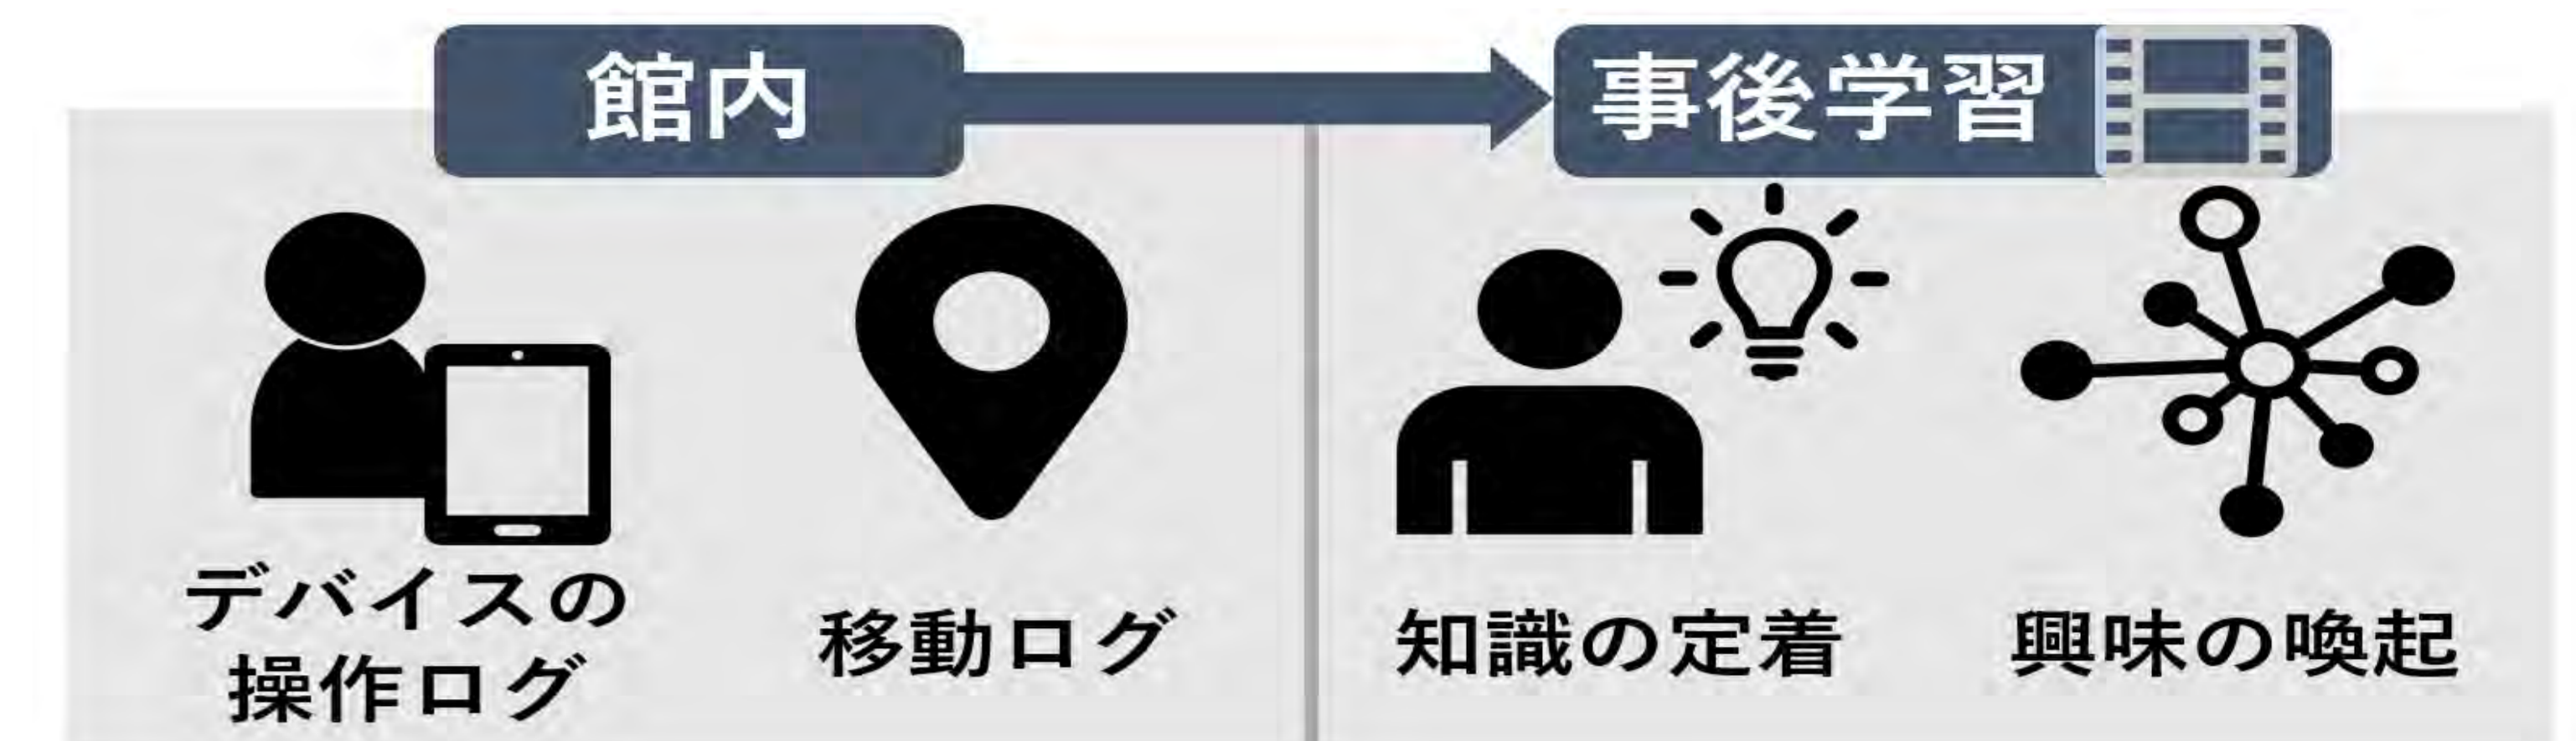 館内
事後学習
デバイスの
操作ログ
移動ログ
知識の定着
興味の喚起